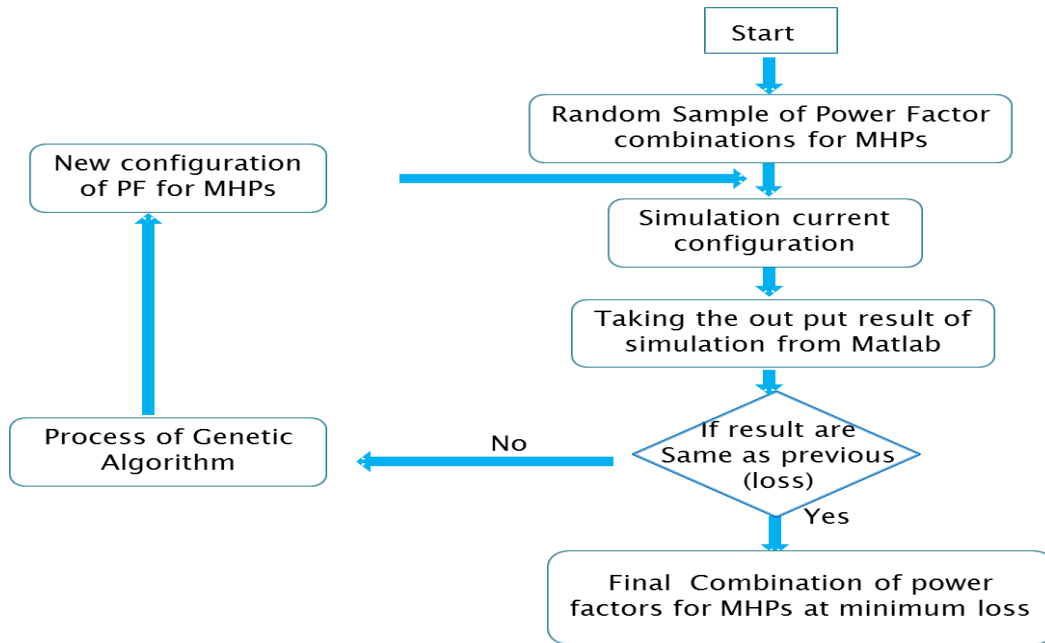 Start
Random Sample of Power Factor
combinations for MHPs
New configuration
of PF for MHPs
Simulation current
configuration
Taking the out put result of
simulation from Matlab
If result are
Same as previous
(loss)
No
Process of Genetic
Algorithm
Yes
Final Combination of power
factors for MHPs at minimum loss